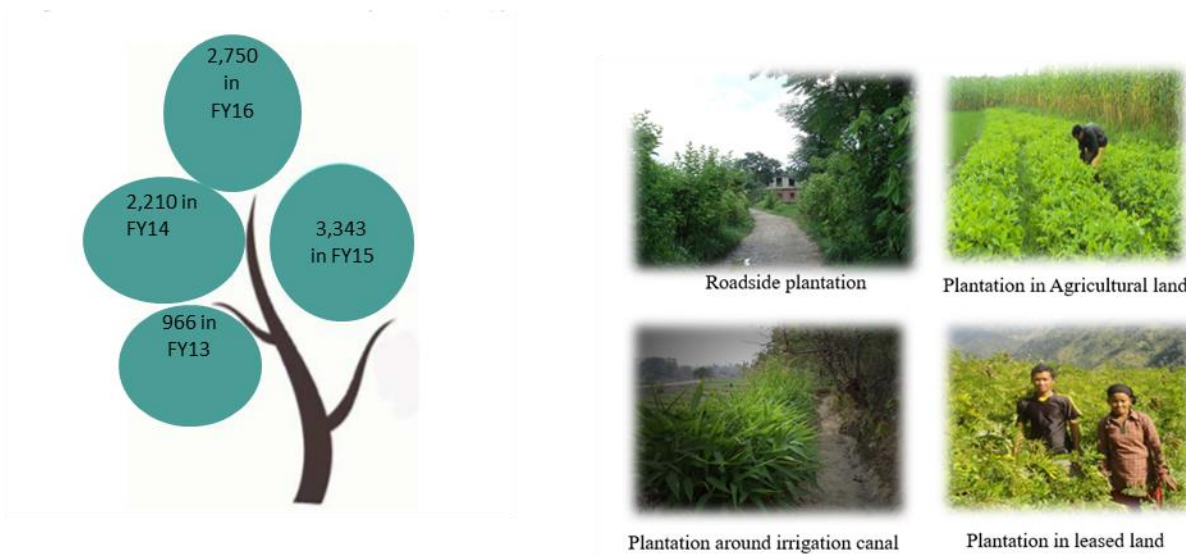 2,750
in
FY16
2,210 in
FY14
3,343
in FY15
966 in
FY13
Roadside plantation
Plantation in Agricultural land
Plantation around irrigation canal
Plantation in leased land